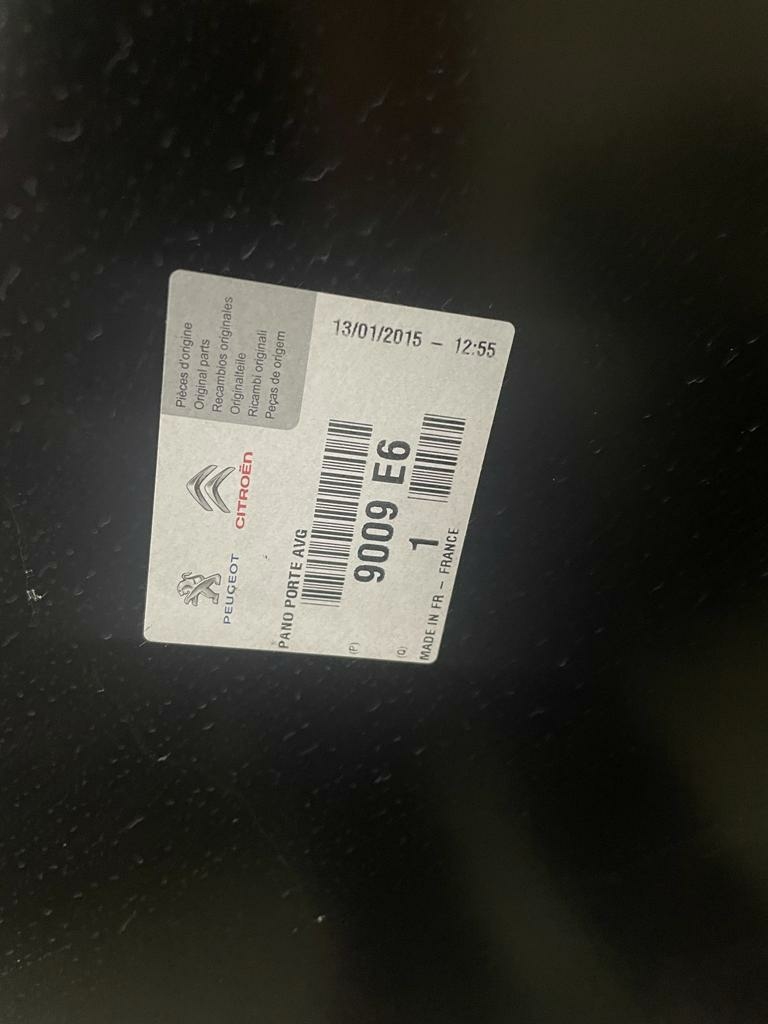 PEUGEOT
CITROËN
Pièces d'origine
Original parts
Recambios originales
Originalteile
Ricambi originali
Peças de origem
PANO PORTE AVG
13/01/2015 – 12:55
(P)
9009 E6
(Q)
1
MADE IN FR – FRANCE